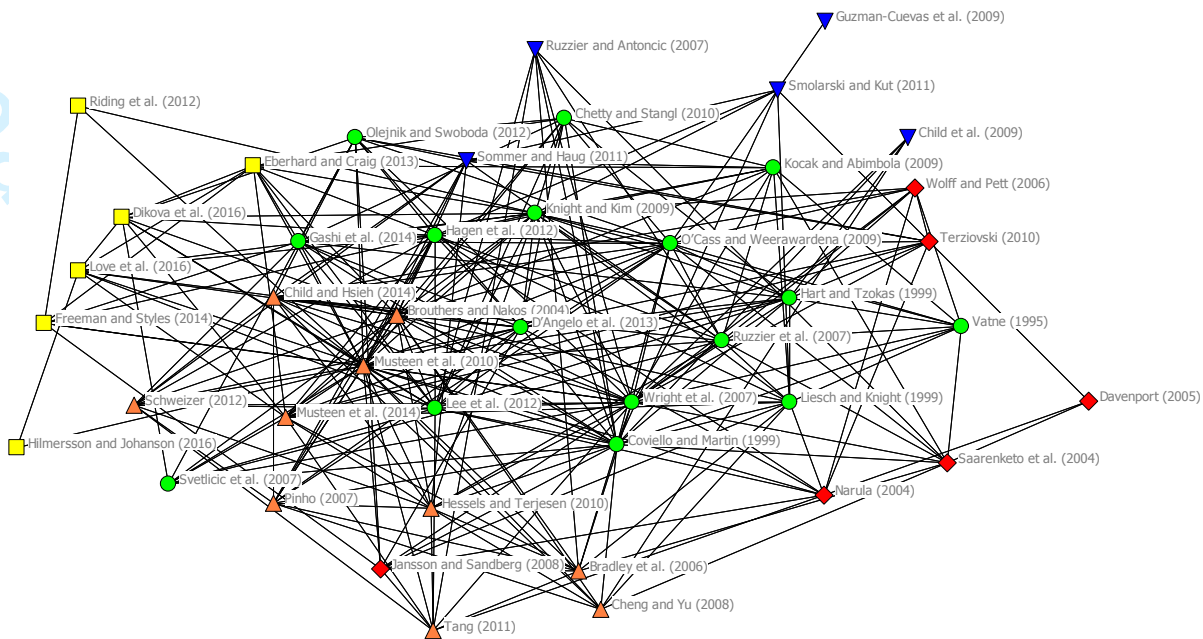 Guzman-Cuevas et al. (2009)
Ruzzier and Antoncic (2007)
Smolarski and Kut (2011)
Riding et al. (2012)
Chetty and Stangl (2010)
Olejnik and Swoboda (2012)
Child et al. (2009)
Sommer and Haug (2011)
Eberhard and Craig (2013)
Kocak and Abimbola (2009)
Wolff and Pett (2006)
Knight and Kim (2009)
Dikova et al. (2016)
Hagen et al. (2012)
Gashi et al. (2014)
O'Cass and Weerawardena (2009)
Terziovski (2010)
Love et al. (2016)
Child and Hsieh (2014)
Hart and Tzokas (1999)
Brouthers and Nakos (2004)
Freeman and Styles (2014)
D'Angelo et al. (2013)
Vatne (1995)
Ruzzier et al. (2007)
Musteen et al. (2010)
Schweizer (2012)
Lee et al. (2012)
Wright et al. (2007)
Liesch and Knight (1999)
Davenport (2005)
Musteen et al. (2014)
Coviello and Martin (1999)
Hilmersson and Johanson (2016)
Saarenketo et al. (2004)
Svetlicic et al. (2007)
Narula (2004)
Pinho (2007)
Hessels and Terjesen (2010)
Jansson and Sandberg (2008)
Bradley et al. (2006)
Cheng and Yu (2008)
Tang (2011)